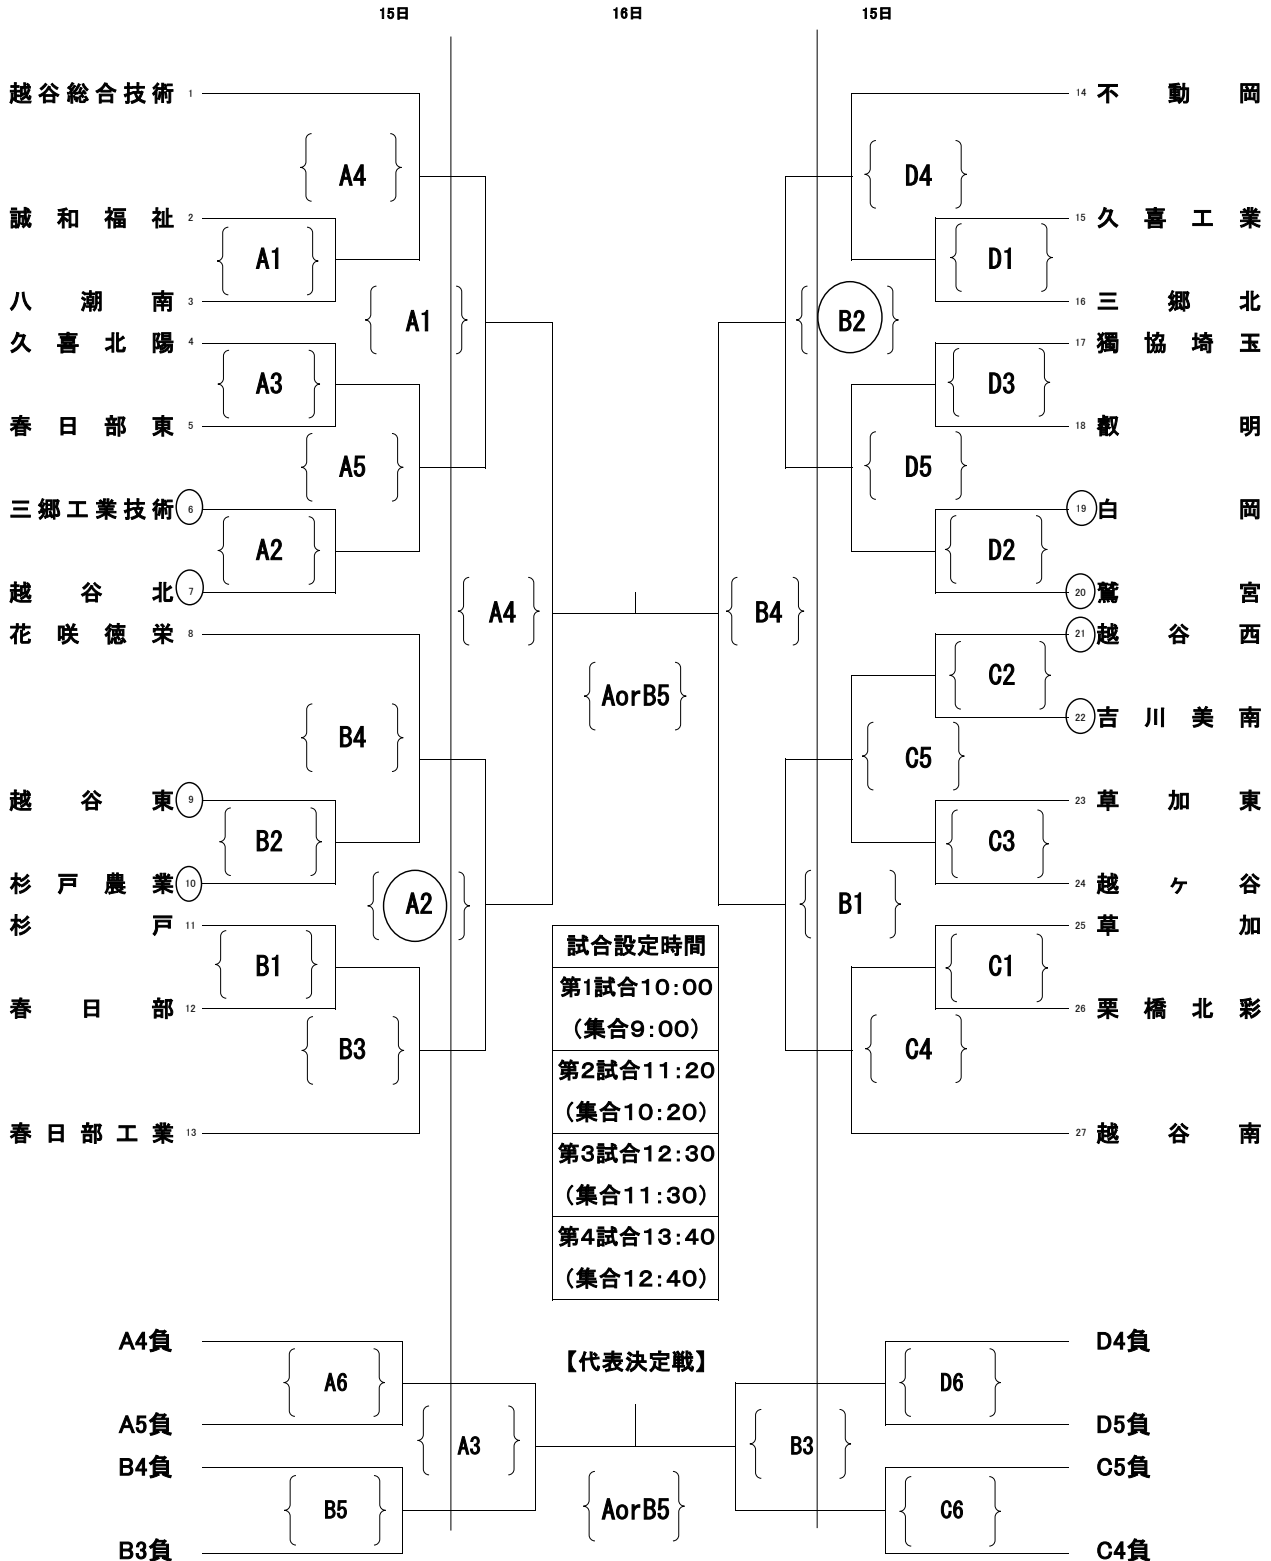 15日 16日 15日
越谷総合技術 1
14 不動岡
A4
D4
誠和福祉 2
15 久喜工業
A1
D1
八潮南 3
16 三郷北
A1
B2
久喜北陽 4
17 獨協埼玉
A3
D3
春日部東 5
18 叡明
A5
D5
三郷工業技術 6
19 白岡
A2
D2
越谷北 7
20 鷲宮
A4
B4
花咲徳栄 8
21 越谷西
C2
AorB5
22 吉川美南
B4
C5
越谷東 9
23 草加東
B2
C3
杉戸農業 10
24 越ヶ谷
A2
B1
杉戸 11
25 草加
試合設定時間
B1
C1
第1試合10:00
春日部 12
26 栗橋北彩
(集合9:00)
B3
C4
第2試合11:20
(集合10:20)
春日部工業 13
27 越谷南
第3試合12:30
(集合11:30)
第4試合13:40
(集合12:40)
A4負
D4負
【代表決定戦】
A6
D6
A5負
D5負
A3
B3
B4負
C5負
B5
AorB5
C6
B3負
C4負